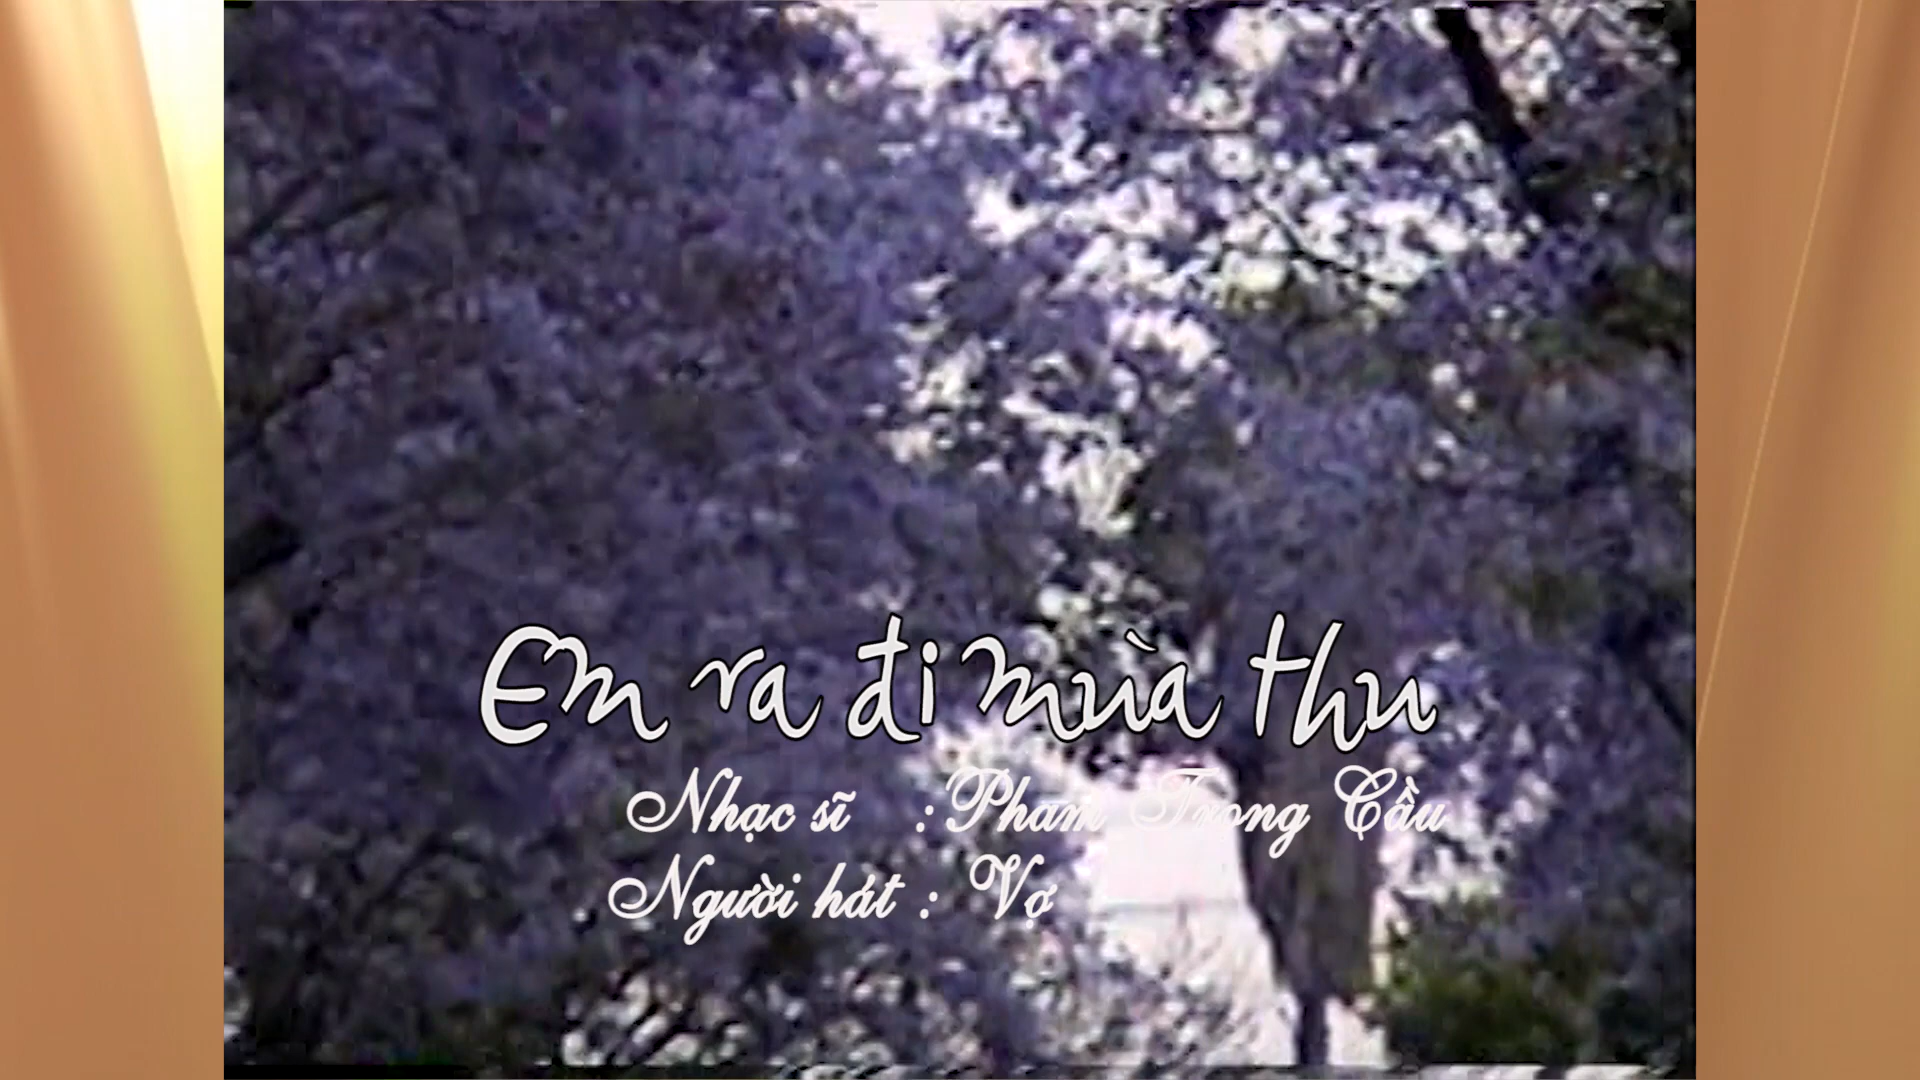 Em ra đi mùa thu
Nhạc sĩ : Phạm Trọng Cầu
Người hát : Vợ